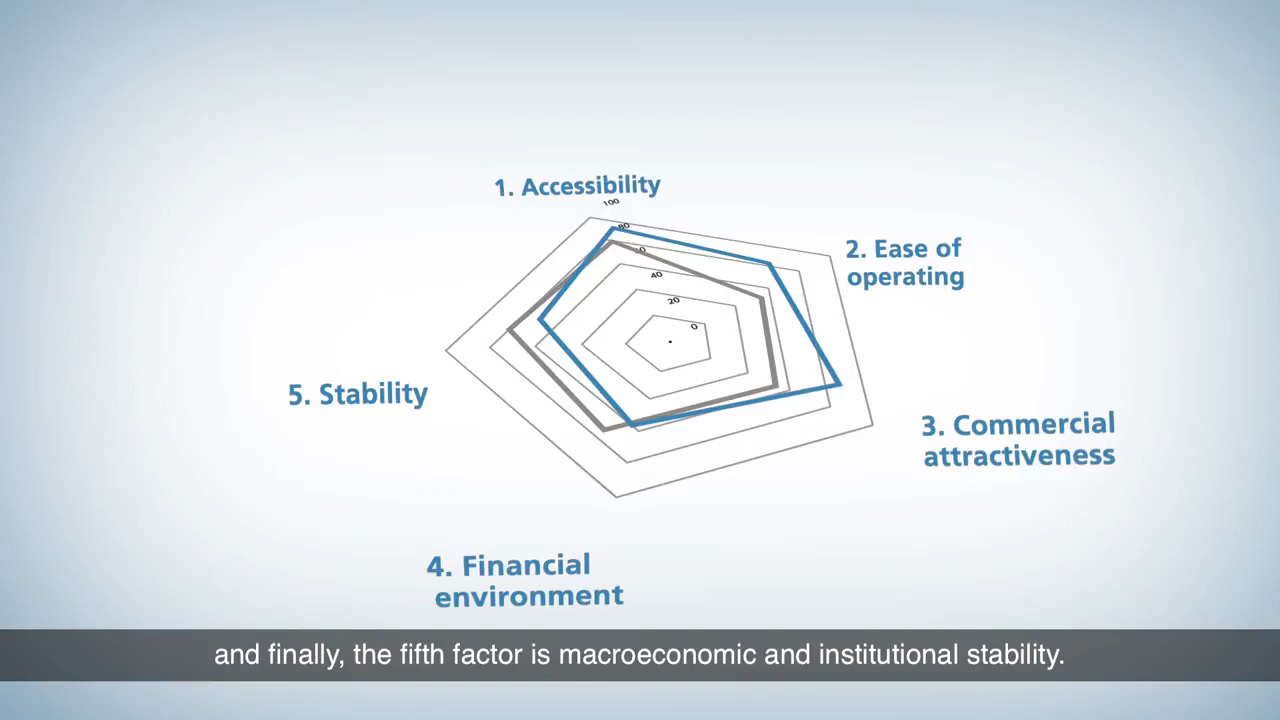 1. Accessibility
100
80
2. Ease of
operating
40
20
0
5. Stability
3. Commercial
attractiveness
4. Financial
environment
and finally, the fifth factor is macroeconomic and institutional stability.